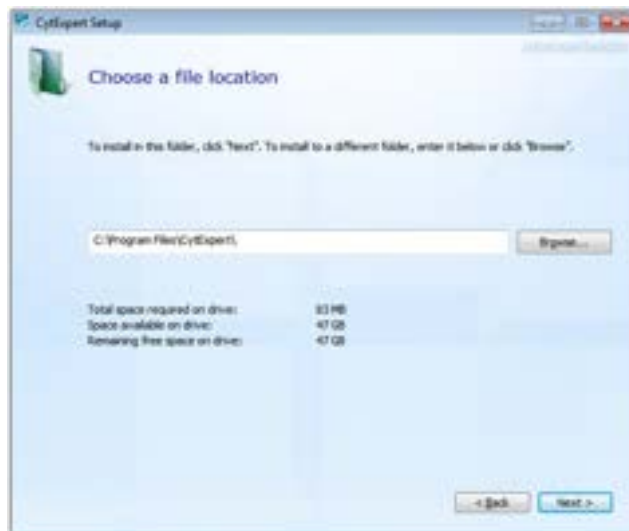 CytExpert Setup
Choose a file location
To install in this folder, click "Next". To install to a different folder, enter it below or click "Browse".
C:\Program Files\CytExpert\
Browse...
Total space required on drive: 83 MB
Space available on drive: 47 GB
Remaining free space on drive: 47 GB
< Back
Next >